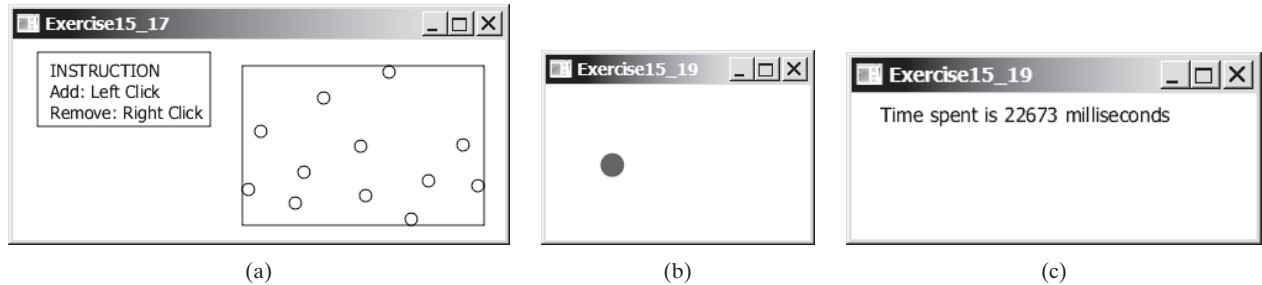 Exercise15_17
INSTRUCTION
Add: Left Click
Remove: Right Click
(a)
Exercise15_19
(b)
Exercise15_19
Time spent is 22673 milliseconds
(c)